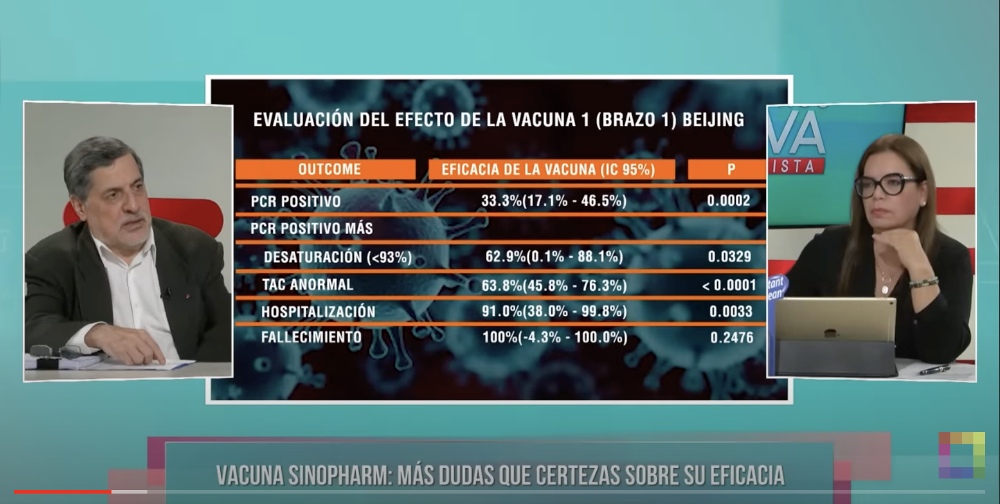 EVALUACIÓN DEL EFECTO DE LA VACUNA 1 (BRAZO 1) BEIJING
OUTCOME EFICACIA DE LA VACUNA (IC 95%) P
PCR POSITIVO 33.3%(17.1% - 46.5%) 0.0002
PCR POSITIVO MÁS
DESATURACIÓN (<93%) 62.9%(0.1% - 88.1%) 0.0329
TAC ANORMAL 63.8%(45.8% - 76.3%) < 0.0001
HOSPITALIZACIÓN 91.0%(38.0% - 99.8%) 0.0033
FALLECIMIENTO 100%(-4.3% - 100.0%) 0.2476
VA
ISTA
tant
ean
VACUNA SINOPHARM: MÁS DUDAS QUE CERTEZAS SOBRE SU EFICACIA